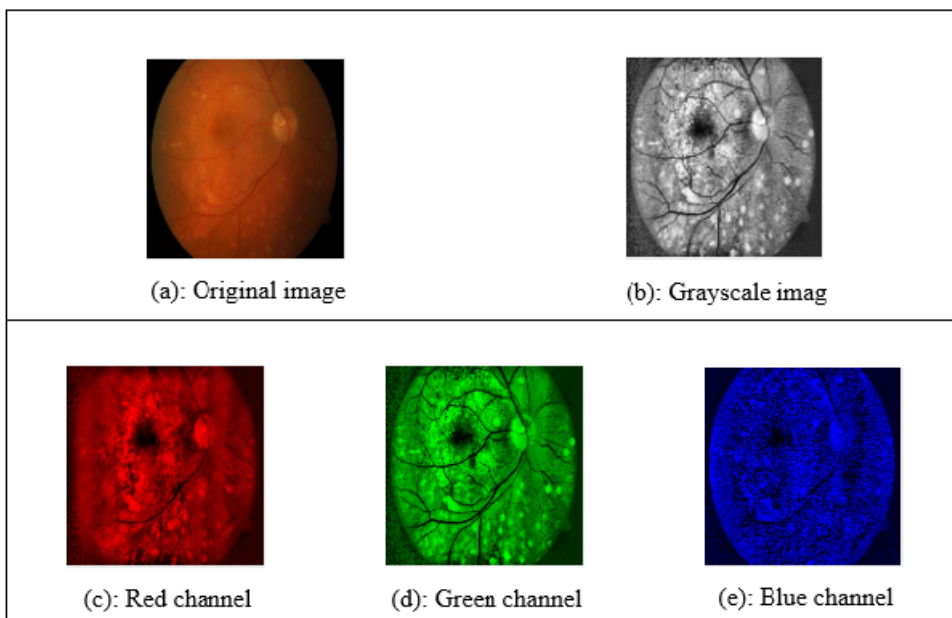 (a): Original image
(b): Grayscale imag
(c): Red channel
(d): Green channel
(e): Blue channel